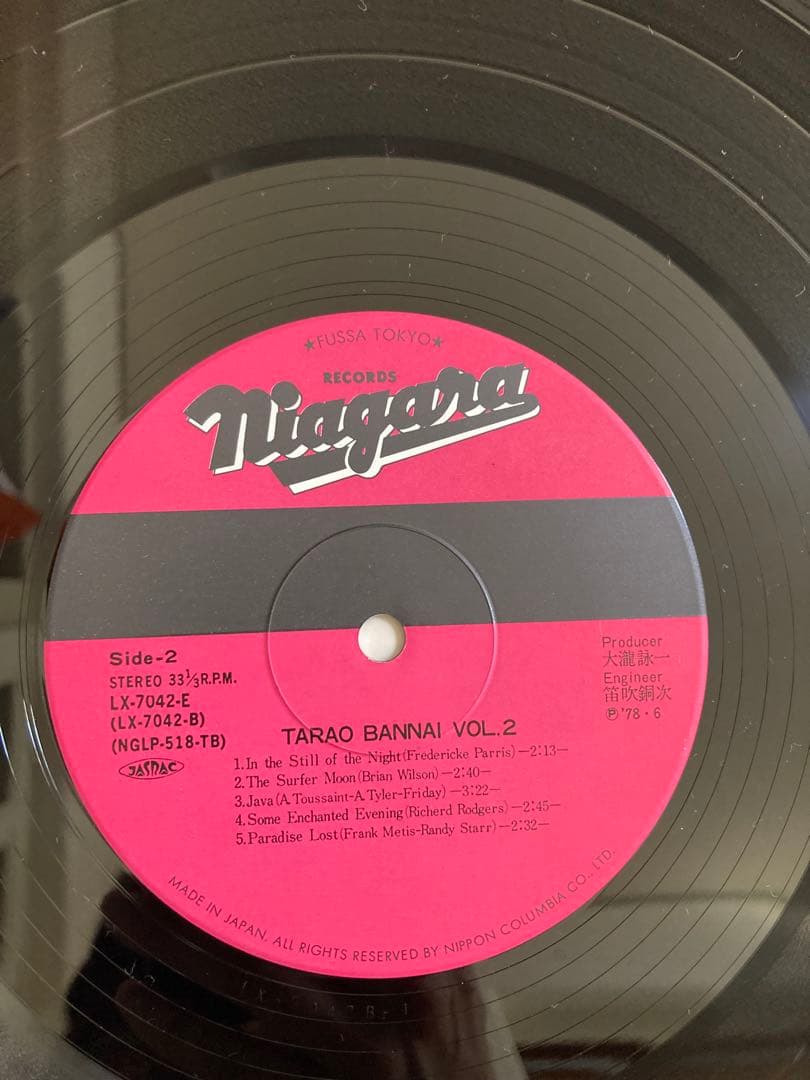 ★FUSSA TOKYO★
RECORDS
Niagara
Side-2
STEREO 33⅓R.P.M.
LX-7042-E
(LX-7042-B)
(NGLP-518-TB)
JASRAC
Producer
大瀧詠一
Engineer
笛吹銅次
Ⓟ'78・6
TARAO BANNAI VOL.2
1.In the Still of the Night(Fredericke Parris)—2:13—
2.The Surfer Moon(Brian Wilson)—2:40—
3.Java(A.Toussaint-A.Tyler-Friday)—3:22—
4.Some Enchanted Evening(Richerd Rodgers)—2:45—
5.Paradise Lost(Frank Metis-Randy Starr)—2:32—
MADE IN JAPAN. ALL RIGHTS RESERVED BY NIPPON COLUMBIA CO., LTD.